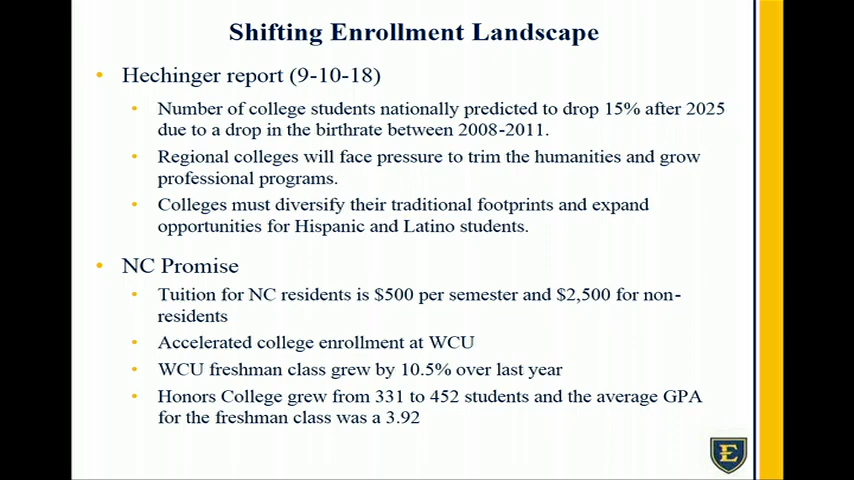 Shifting Enrollment Landscape
• Hechinger report (9-10-18)
• Number of college students nationally predicted to drop 15% after 2025
due to a drop in the birthrate between 2008-2011.
• Regional colleges will face pressure to trim the humanities and grow
professional programs.
• Colleges must diversify their traditional footprints and expand
opportunities for Hispanic and Latino students.
• NC Promise
• Tuition for NC residents is $500 per semester and $2,500 for non-
residents
• Accelerated college enrollment at WCU
• WCU freshman class grew by 10.5% over last year
• Honors College grew from 331 to 452 students and the average GPA
for the freshman class was a 3.92
E